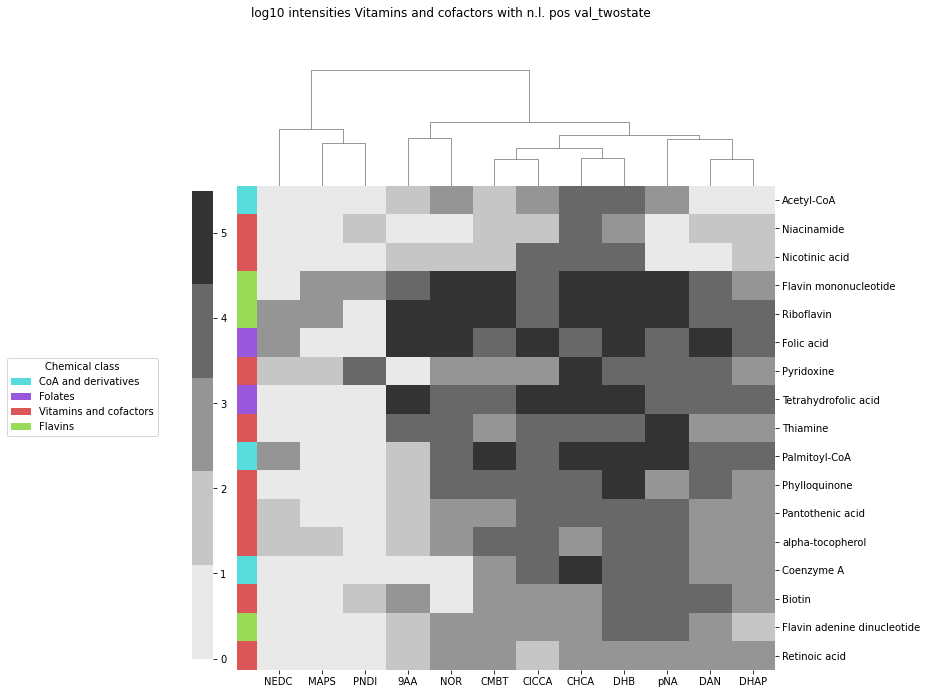 log10 intensities Vitamins and cofactors with n.l. pos val_twostate
5
4
3
2
1
0
Chemical class
CoA and derivatives
Folates
Vitamins and cofactors
Flavins
Acetyl-CoA
Niacinamide
Nicotinic acid
Flavin mononucleotide
Riboflavin
Folic acid
Pyridoxine
Tetrahydrofolic acid
Thiamine
Palmitoyl-CoA
Phylloquinone
Pantothenic acid
alpha-tocopherol
Coenzyme A
Biotin
Flavin adenine dinucleotide
Retinoic acid
NEDC MAPS PNDI 9AA NOR CMBT ClCCA CHCA DHB pNA DAN DHAP